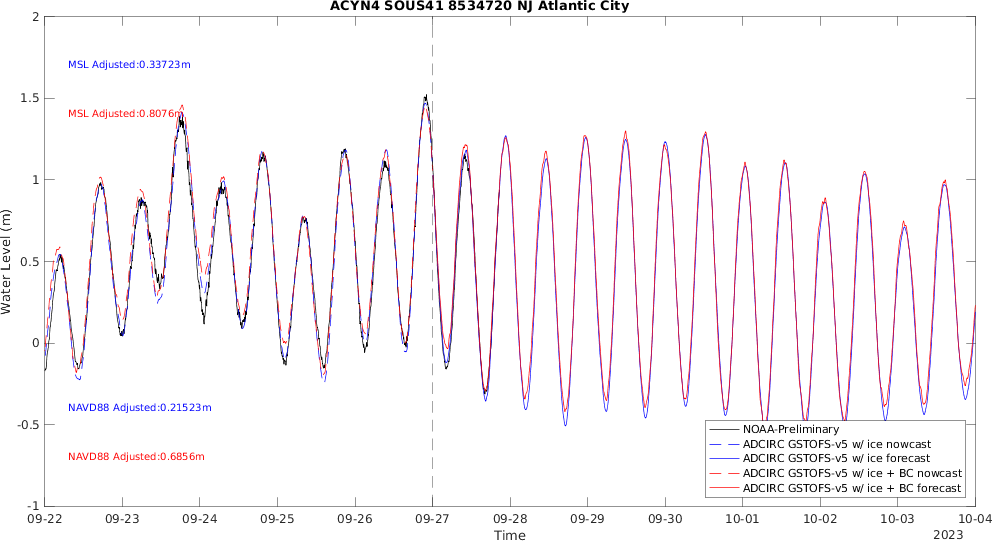 ACYN4 SOUS41 8534720 NJ Atlantic City
2
1.5
1
0.5
0
-0.5
-1
Water Level (m)
MSL Adjusted:0.33723m
MSL Adjusted:0.8076m
NAVD88 Adjusted:0.21523m
NAVD88 Adjusted:0.6856m
NOAA-Preliminary
ADCIRC GSTOFS-v5 w/ ice nowcast
ADCIRC GSTOFS-v5 w/ ice forecast
ADCIRC GSTOFS-v5 w/ ice + BC nowcast
ADCIRC GSTOFS-v5 w/ ice + BC forecast
09-22 09-23 09-24 09-25 09-26 09-27 09-28 09-29 09-30 10-01 10-02 10-03 10-04
Time
2023